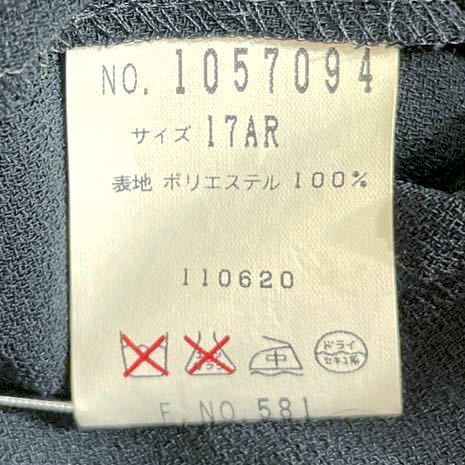 NO. 1057094
サイズ 17AR
表地 ポリエステル 100%
110620
中
ドライ
セキユ系
F. NO. 581